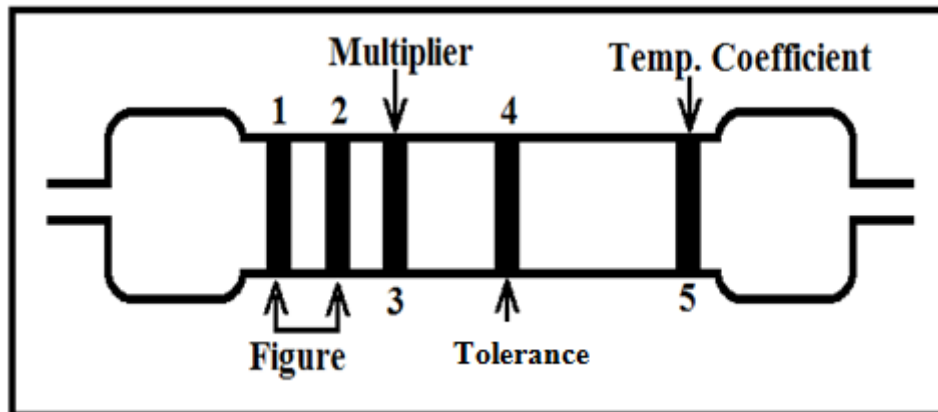 Multiplier
Temp. Coefficient
1 2 4
3 5
Figure
Tolerance